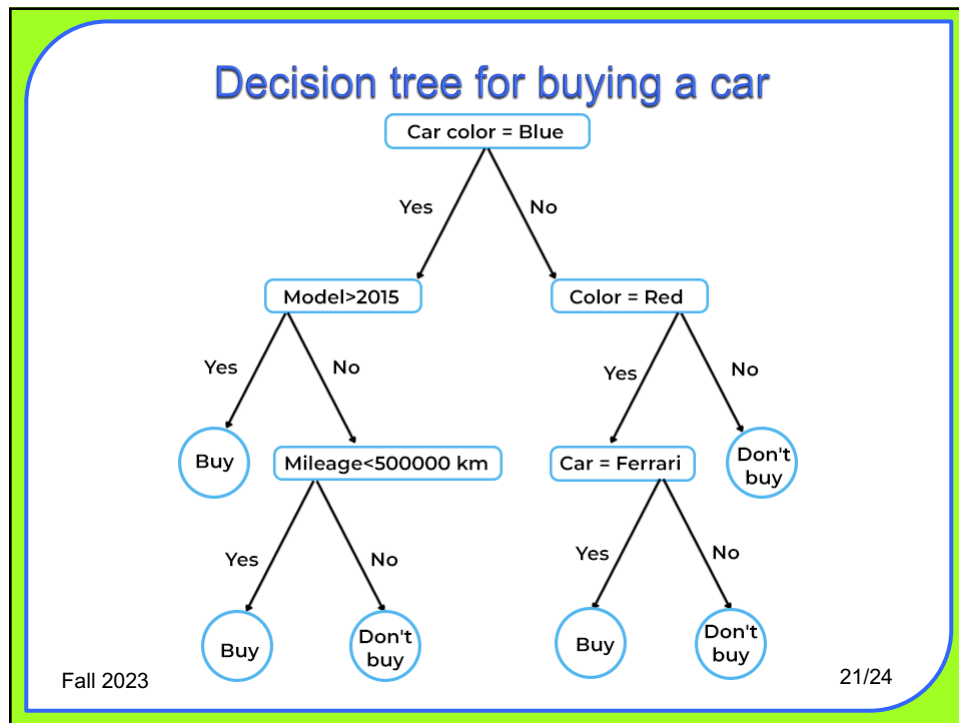 Decision tree for buying a car
Car color = Blue
Yes
No
Model>2015
Color = Red
Yes
No
Yes
No
Buy
Mileage<500000 km
Car = Ferrari
Don't
buy
Yes
No
Yes
No
Buy
Don't
buy
Buy
Don't
buy
Fall 2023
21/24